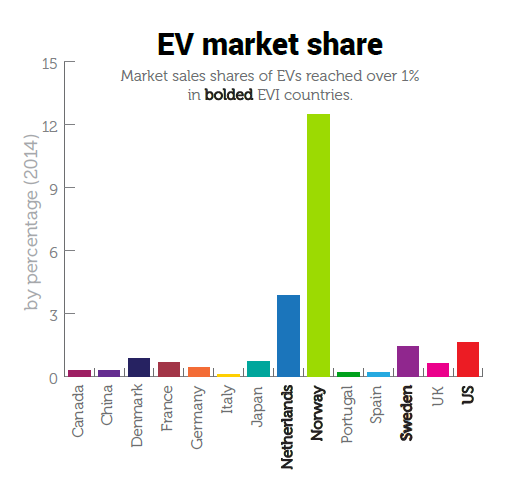 EV market share
Market sales shares of EVs reached over 1%
in bolded EVI countries.
by percentage (2014)
15
12
9
6
3
0
Canada
China
Denmark
France
Germany
Italy
Japan
Netherlands
Norway
Portugal
Spain
Sweden
UK
US